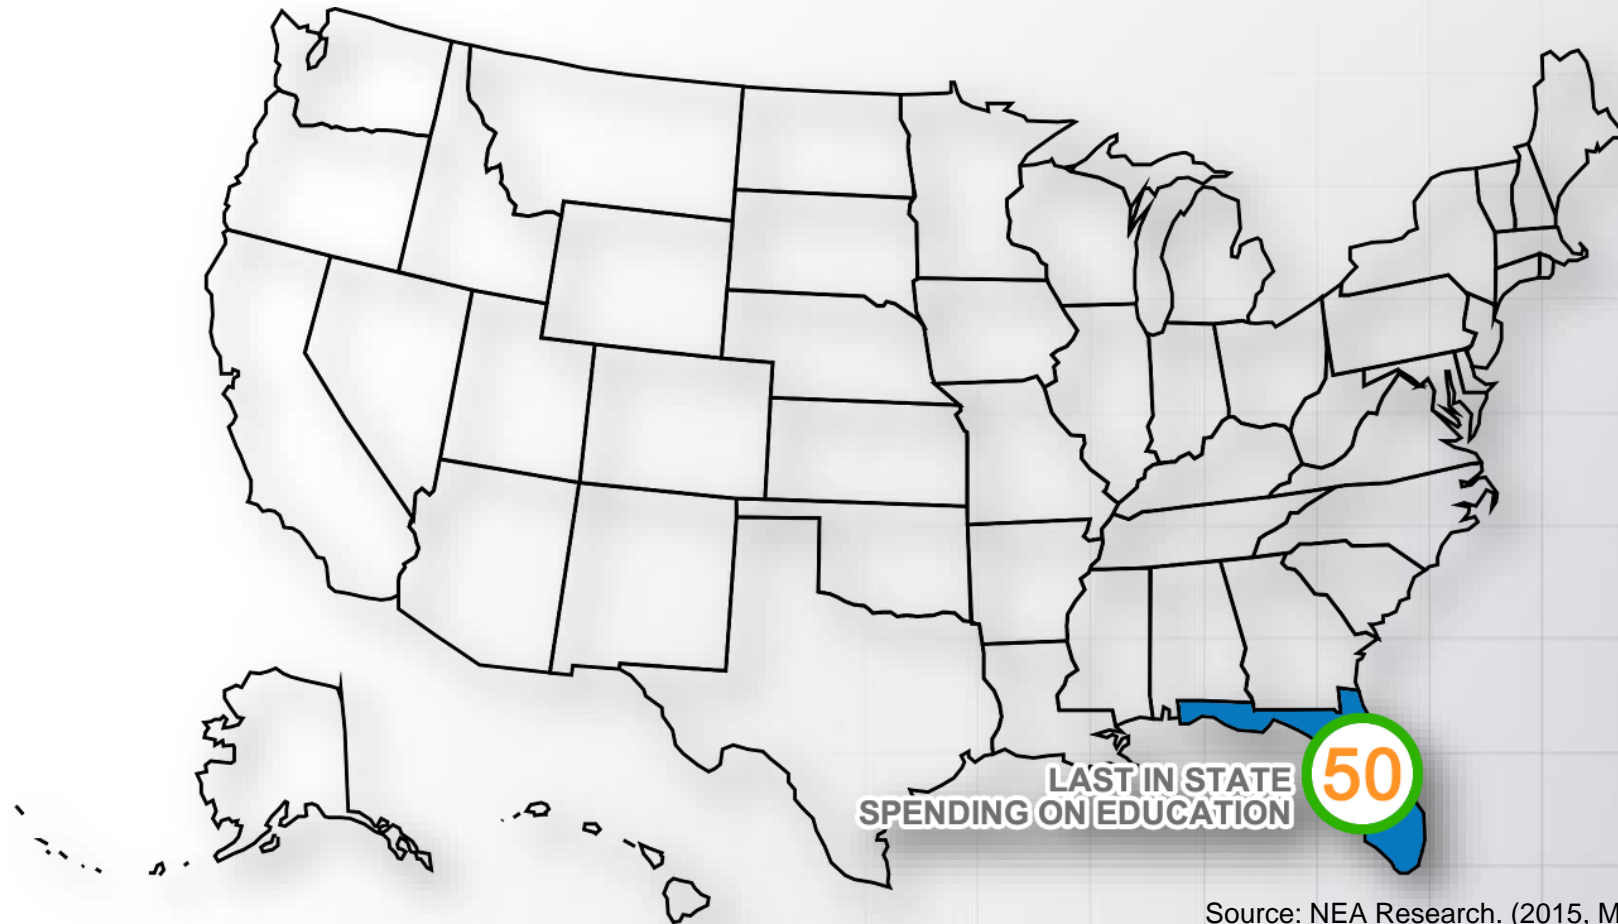 LAST IN STATE
SPENDING ON EDUCATION
50
Source: NEA Research. (2015, M